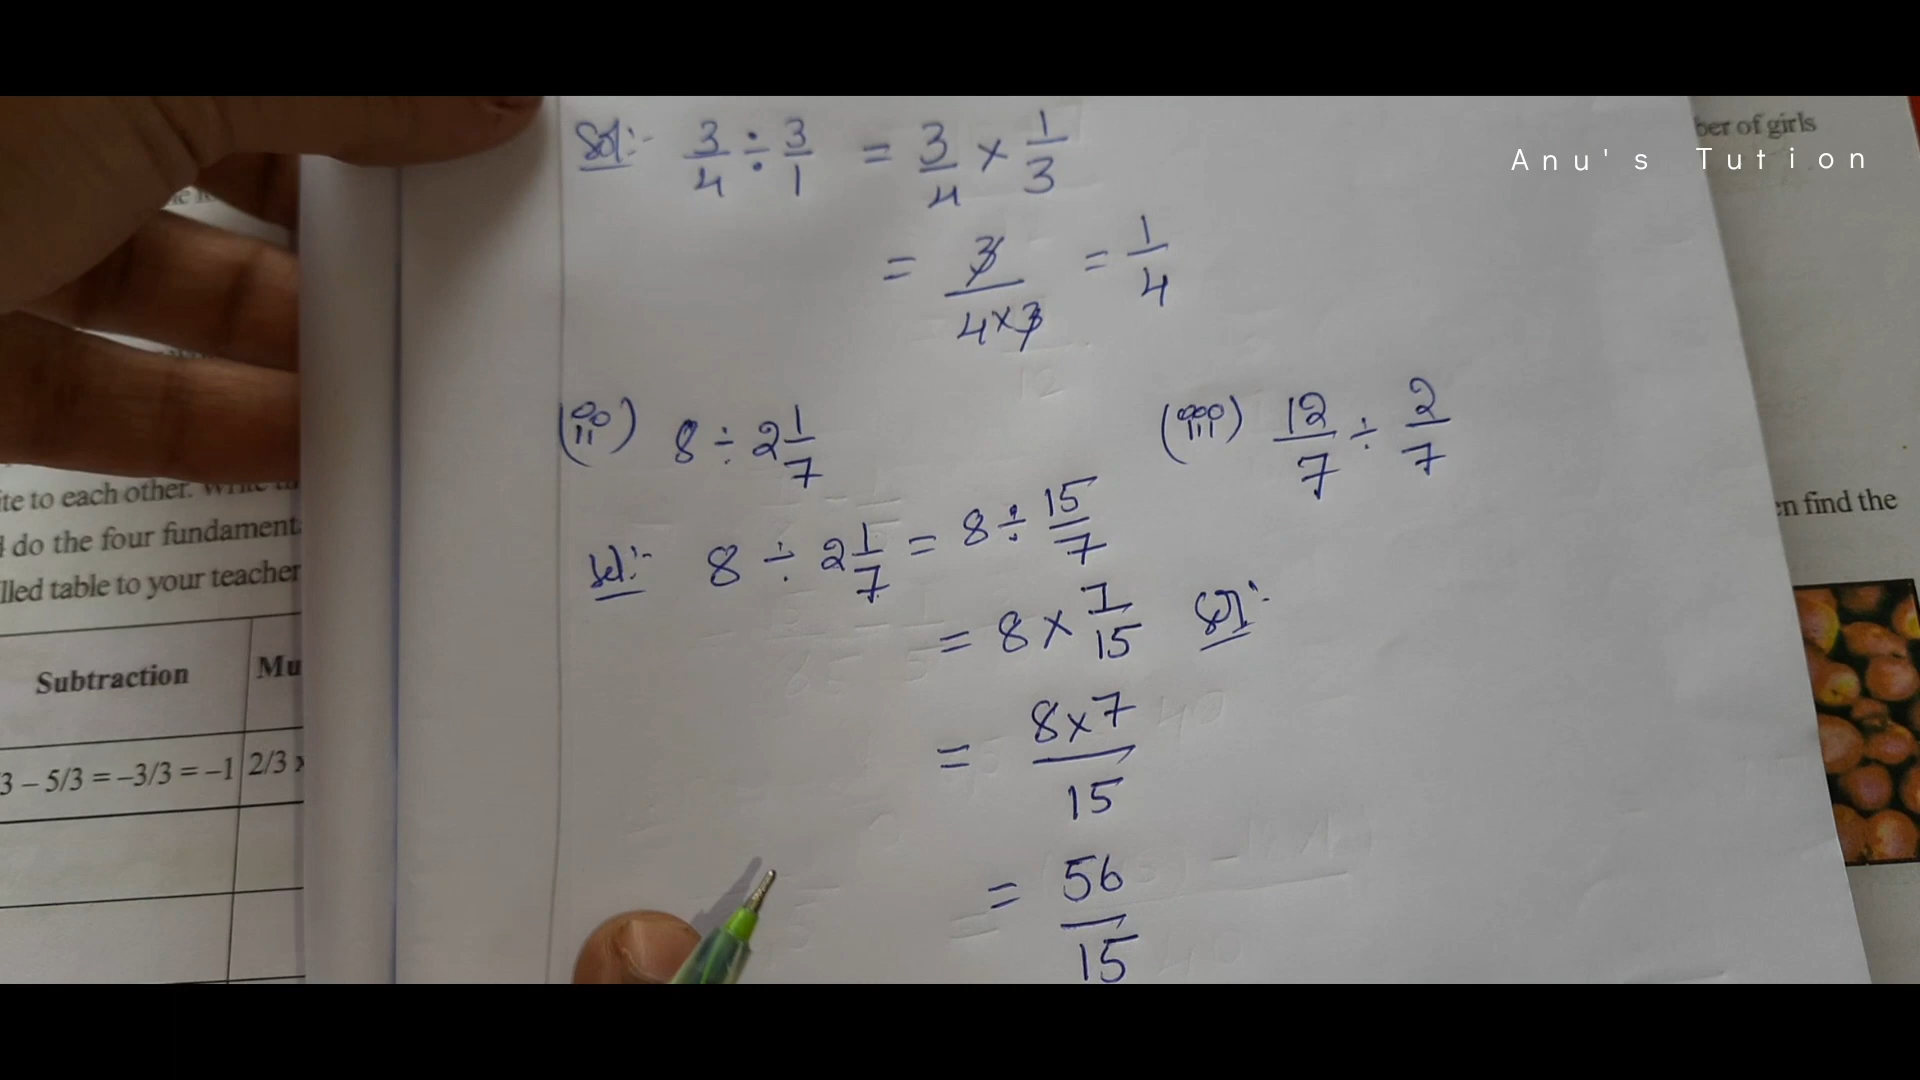 Anu's Tution
Sol:- 3/4 ÷ 3/1 = 3/4 × 1/3
= 3/4×3 = 1/4
(ii) 8 ÷ 2 1/7
Sol:- 8 ÷ 2 1/7 = 8 ÷ 15/7
= 8 × 7/15
= 8×7/15
= 56/15
(iii) 12/7 ÷ 2/7
Sol:-
ite to each other.
do the four fundament
lled table to your teacher
Subtraction Mu
3 – 5/3 = –3/3 = –1 2/3 ×
ber of girls
en find the